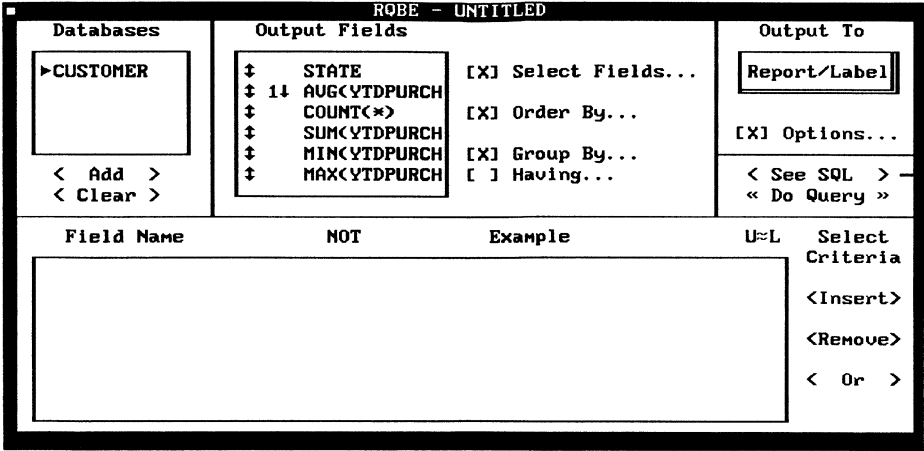 RQBE - UNTITLED
Databases
►CUSTOMER
< Add >
< Clear >
Output Fields
↕ STATE
↕ 1↓ AVG(YTDPURCH
↕ COUNT(*)
↕ SUM(YTDPURCH
↕ MIN(YTDPURCH
↕ MAX(YTDPURCH
[X] Select Fields...
[X] Order By...
[X] Group By...
[ ] Having...
Output To
Report/Label
[X] Options...
< See SQL >
« Do Query »
Field Name NOT Example U≈L
Select
Criteria
<Insert>
<Remove>
< Or >